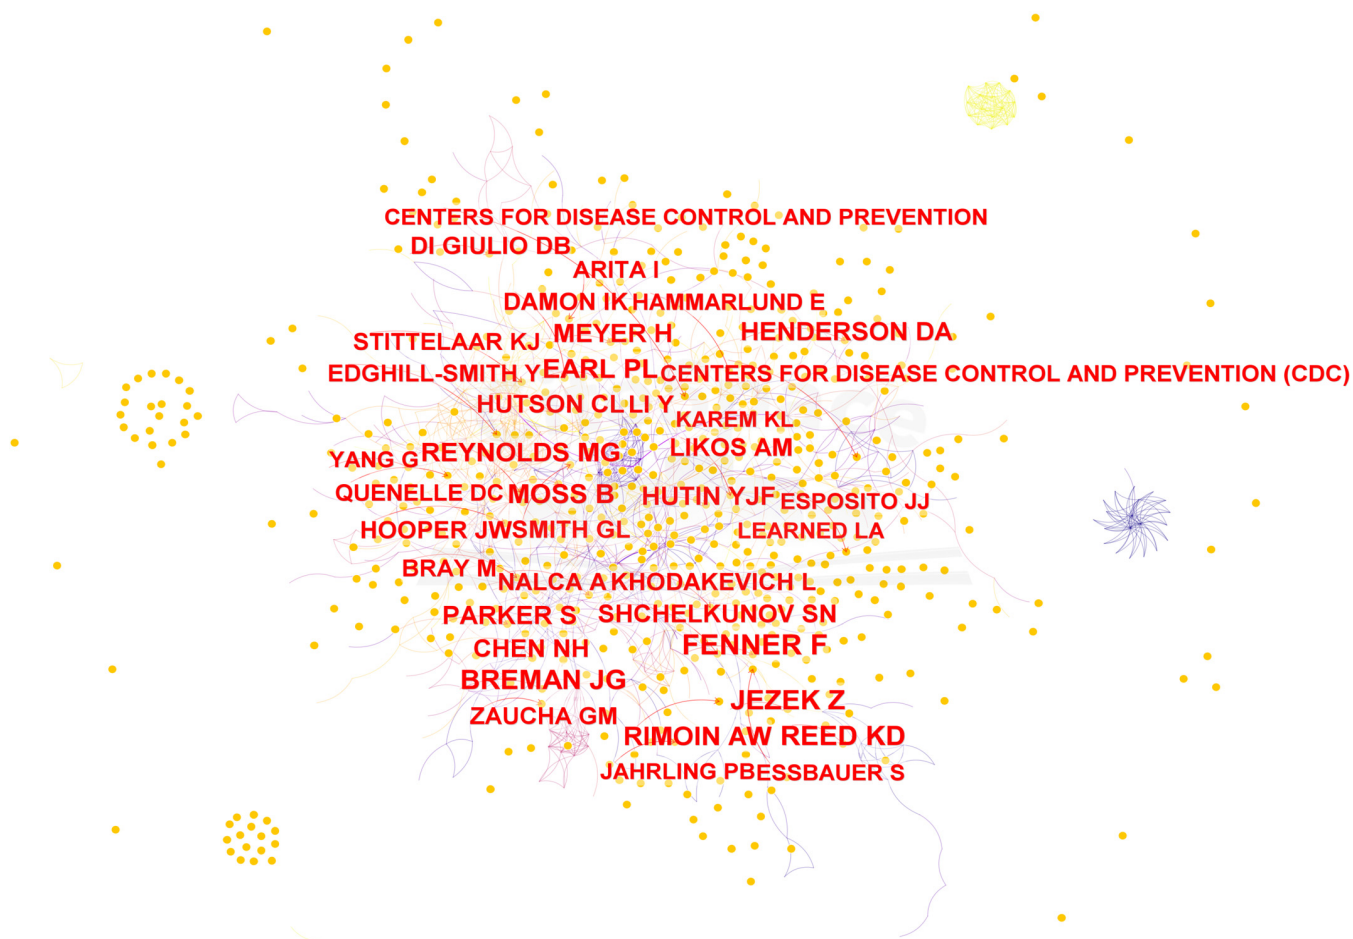 CENTERS FOR DISEASE CONTROL AND PREVENTION
DI GIULIO DB
ARITA I
DAMON IK HAMMARLUND E
STITTELAAR KJ MEYER H HENDERSON DA
EDGHILL-SMITH Y EARL PL CENTERS FOR DISEASE CONTROL AND PREVENTION (CDC)
HUTSON CL LI Y KAREM KL
YANG G REYNOLDS MG LIKOS AM
QUENELLE DC MOSS B HUTIN YJF ESPOSITO JJ
HOOPER JW SMITH GL LEARNED LA
BRAY M NALCA A KHODAKEVICH L
PARKER S SHCHELKUNOV SN
CHEN NH FENNER F
BREMAN JG
ZAUCHA GM JEZEK Z
RIMOIN AW REED KD
JAHRLING PB ESSBAUER S